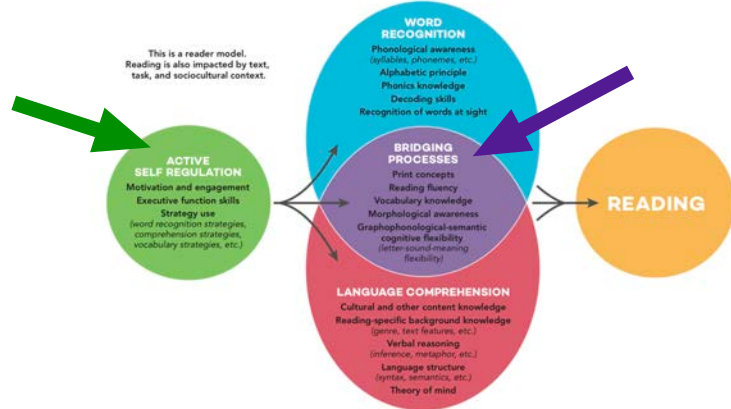 This is a reader model.
Reading is also impacted by text,
task, and sociocultural context.
ACTIVE
SELF REGULATION
Motivation and engagement
Executive function skills
Strategy use
(word recognition strategies,
comprehension strategies,
vocabulary strategies, etc.)
WORD
RECOGNITION
Phonological awareness
(syllables, phonemes, etc.)
Alphabetic principle
Phonics knowledge
Decoding skills
Recognition of words at sight
BRIDGING
PROCESSES
Print concepts
Reading fluency
Vocabulary knowledge
Morphological awareness
Graphophonological-semantic
cognitive flexibility
(letter-sound-meaning
flexibility)
LANGUAGE COMPREHENSION
Cultural and other content knowledge
Reading-specific background knowledge
(genre, text features, etc.)
Verbal reasoning
(inference, metaphor, etc.)
Language structure
(syntax, semantics, etc.)
Theory of mind
READING